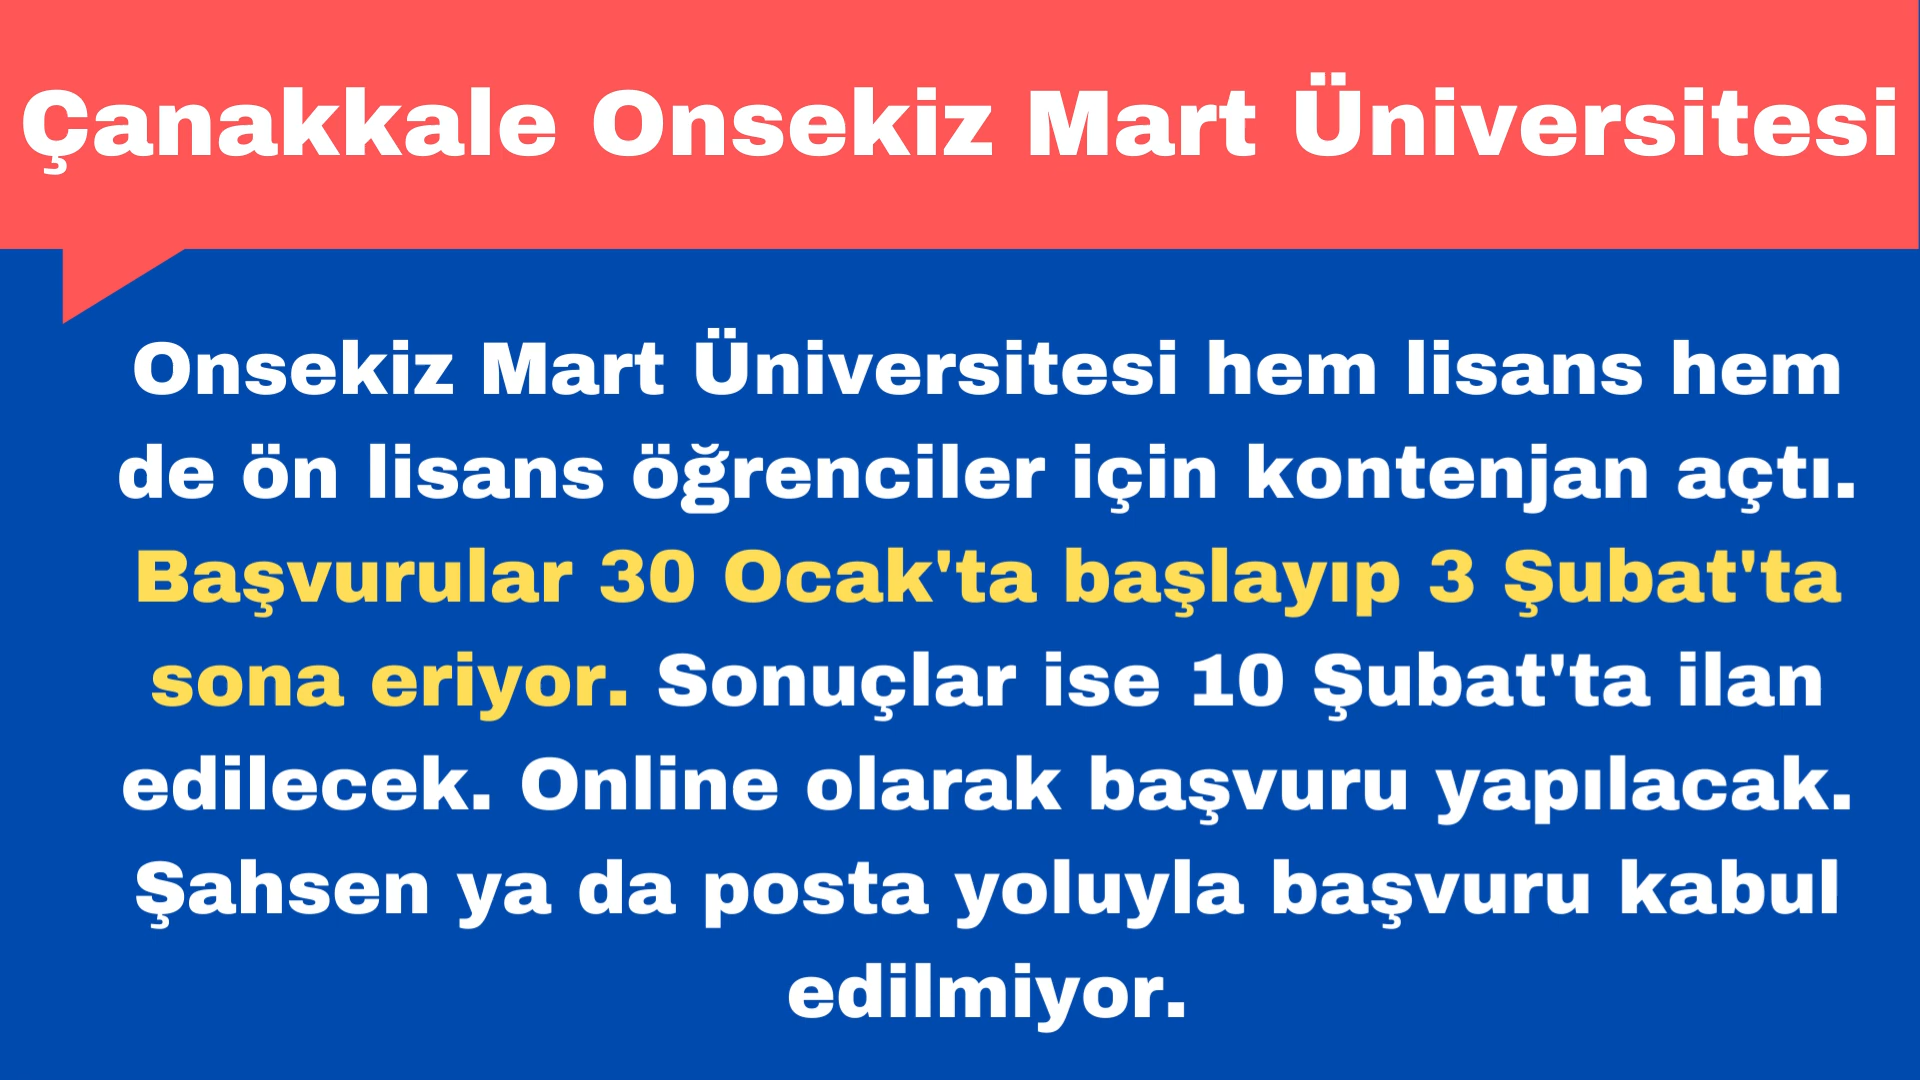 Çanakkale Onsekiz Mart Üniversitesi
Onsekiz Mart Üniversitesi hem lisans hem
de ön lisans öğrenciler için kontenjan açtı.
Başvurular 30 Ocak'ta başlayıp 3 Şubat'ta
sona eriyor. Sonuçlar ise 10 Şubat'ta ilan
edilecek. Online olarak başvuru yapılacak.
Şahsen ya da posta yoluyla başvuru kabul
edilmiyor.